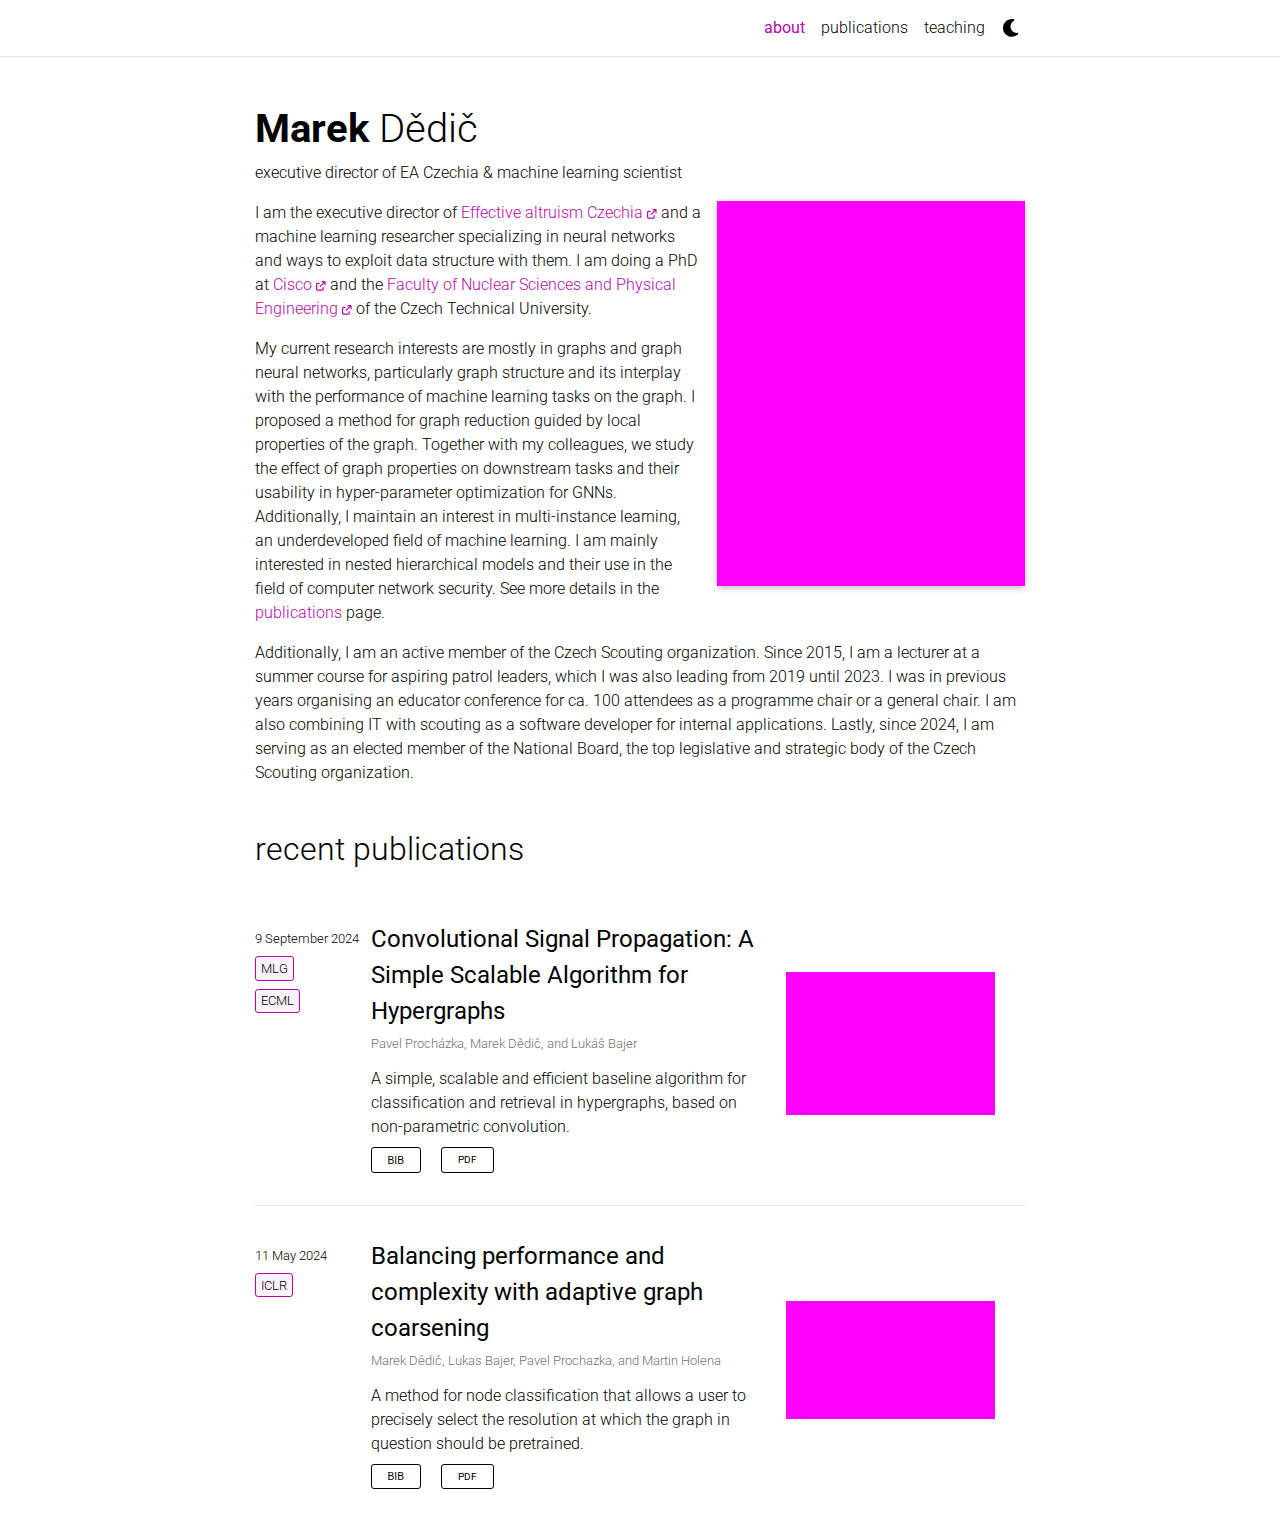 about publications teaching
Marek Dědič
executive director of EA Czechia & machine learning scientist
I am the executive director of Effective altruism Czechia and a
machine learning researcher specializing in neural networks
and ways to exploit data structure with them. I am doing a PhD
at Cisco and the Faculty of Nuclear Sciences and Physical
Engineering of the Czech Technical University.
My current research interests are mostly in graphs and graph
neural networks, particularly graph structure and its interplay
with the performance of machine learning tasks on the graph. I
proposed a method for graph reduction guided by local
properties of the graph. Together with my colleagues, we study
the effect of graph properties on downstream tasks and their
usability in hyper-parameter optimization for GNNs.
Additionally, I maintain an interest in multi-instance learning,
an underdeveloped field of machine learning. I am mainly
interested in nested hierarchical models and their use in the
field of computer network security. See more details in the
publications page.
Additionally, I am an active member of the Czech Scouting organization. Since 2015, I am a lecturer at a
summer course for aspiring patrol leaders, which I was also leading from 2019 until 2023. I was in previous
years organising an educator conference for ca. 100 attendees as a programme chair or a general chair. I am
also combining IT with scouting as a software developer for internal applications. Lastly, since 2024, I am
serving as an elected member of the National Board, the top legislative and strategic body of the Czech
Scouting organization.
recent publications
9 September 2024
MLG
ECML
Convolutional Signal Propagation: A
Simple Scalable Algorithm for
Hypergraphs
Pavel Procházka, Marek Dědič, and Lukáš Bajer
A simple, scalable and efficient baseline algorithm for
classification and retrieval in hypergraphs, based on
non-parametric convolution.
BIB PDF
11 May 2024
ICLR
Balancing performance and
complexity with adaptive graph
coarsening
Marek Dědič, Lukas Bajer, Pavel Prochazka, and Martin Holena
A method for node classification that allows a user to
precisely select the resolution at which the graph in
question should be pretrained.
BIB PDF